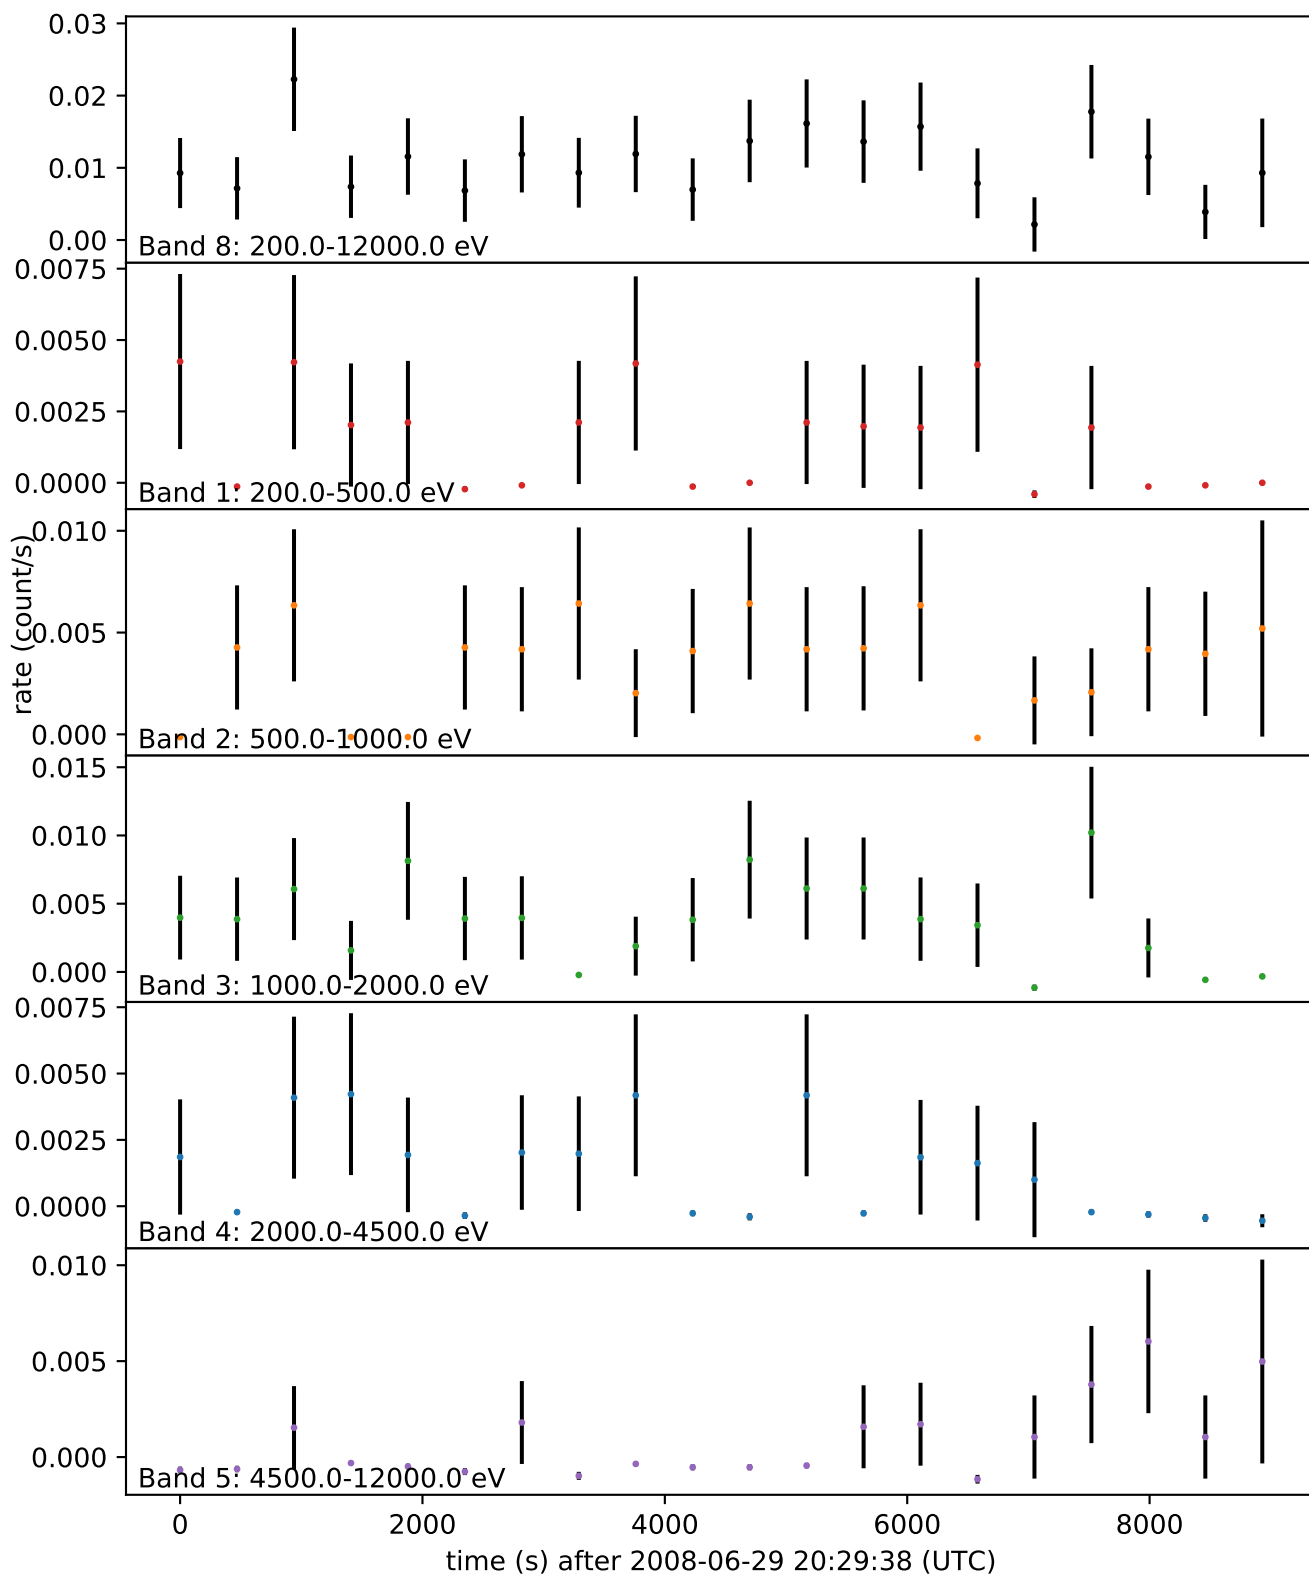 0.03
0.02
0.01
0.00
Band 8: 200.0-12000.0 eV
0.0075
0.0050
0.0025
0.0000
Band 1: 200.0-500.0 eV
0.010
0.005
0.000
Band 2: 500.0-1000.0 eV
rate (count/s)
0.015
0.010
0.005
0.000
Band 3: 1000.0-2000.0 eV
0.0075
0.0050
0.0025
0.0000
Band 4: 2000.0-4500.0 eV
0.010
0.005
0.000
Band 5: 4500.0-12000.0 eV
0 2000 4000 6000 8000
time (s) after 2008-06-29 20:29:38 (UTC)